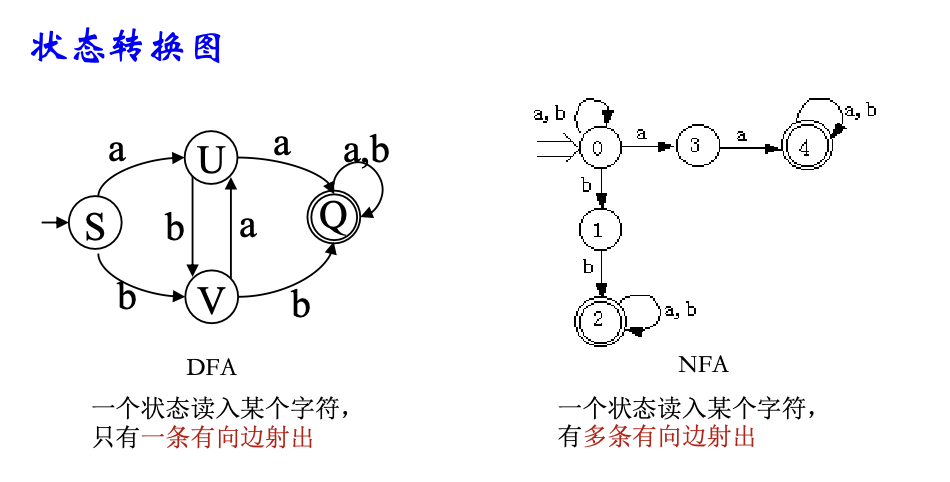 状态转换图
a
U
a
a,b
S
b
a
Q
b
V
b
DFA
一个状态读入某个字符，
只有一条有向边射出
a, b
0
a
3
a
4
a, b
b
1
b
2
a, b
NFA
一个状态读入某个字符，
有多条有向边射出